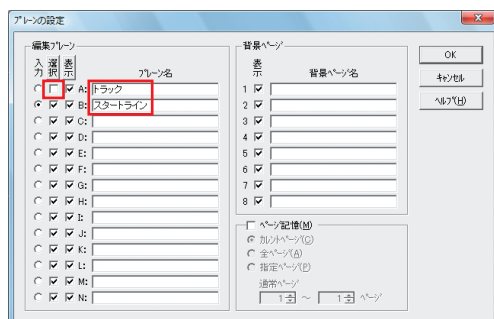 プレーンの設定
編集プレーン
入力 選択 表示 プレーン名
A: トラック
B: スタートライン
C:
D:
E:
F:
G:
H:
I:
J:
K:
L:
M:
N:
背景ページ
表示 背景ページ名
1
2
3
4
5
6
7
8
ページ記憶(M)
カレントページ(C)
全ページ(A)
指定ページ(P)
通常ページ
1 ～ 1 ページ
OK
キャンセル
ヘルプ(H)